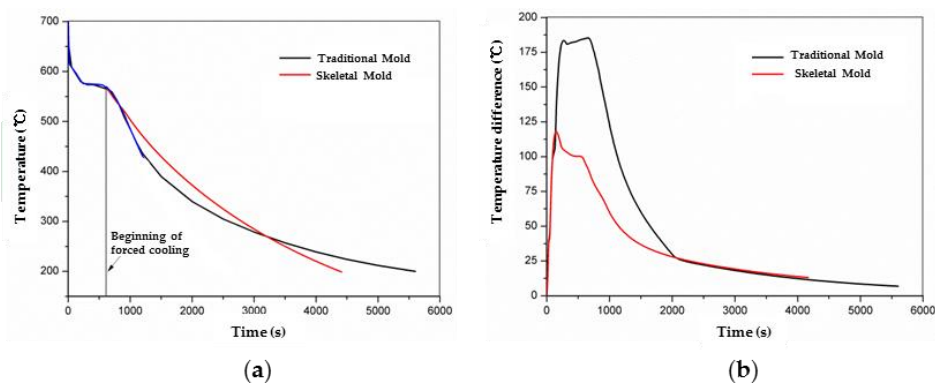 700
600
500
400
300
200
0
1000
2000
3000
4000
5000
6000
Temperature (℃)
Time (s)
Traditional Mold
Skeletal Mold
Beginning of
forced cooling
(a)
200
175
150
125
100
75
50
25
0
0
1000
2000
3000
4000
5000
6000
Temperature difference (℃)
Time (s)
Traditional Mold
Skeletal Mold
(b)